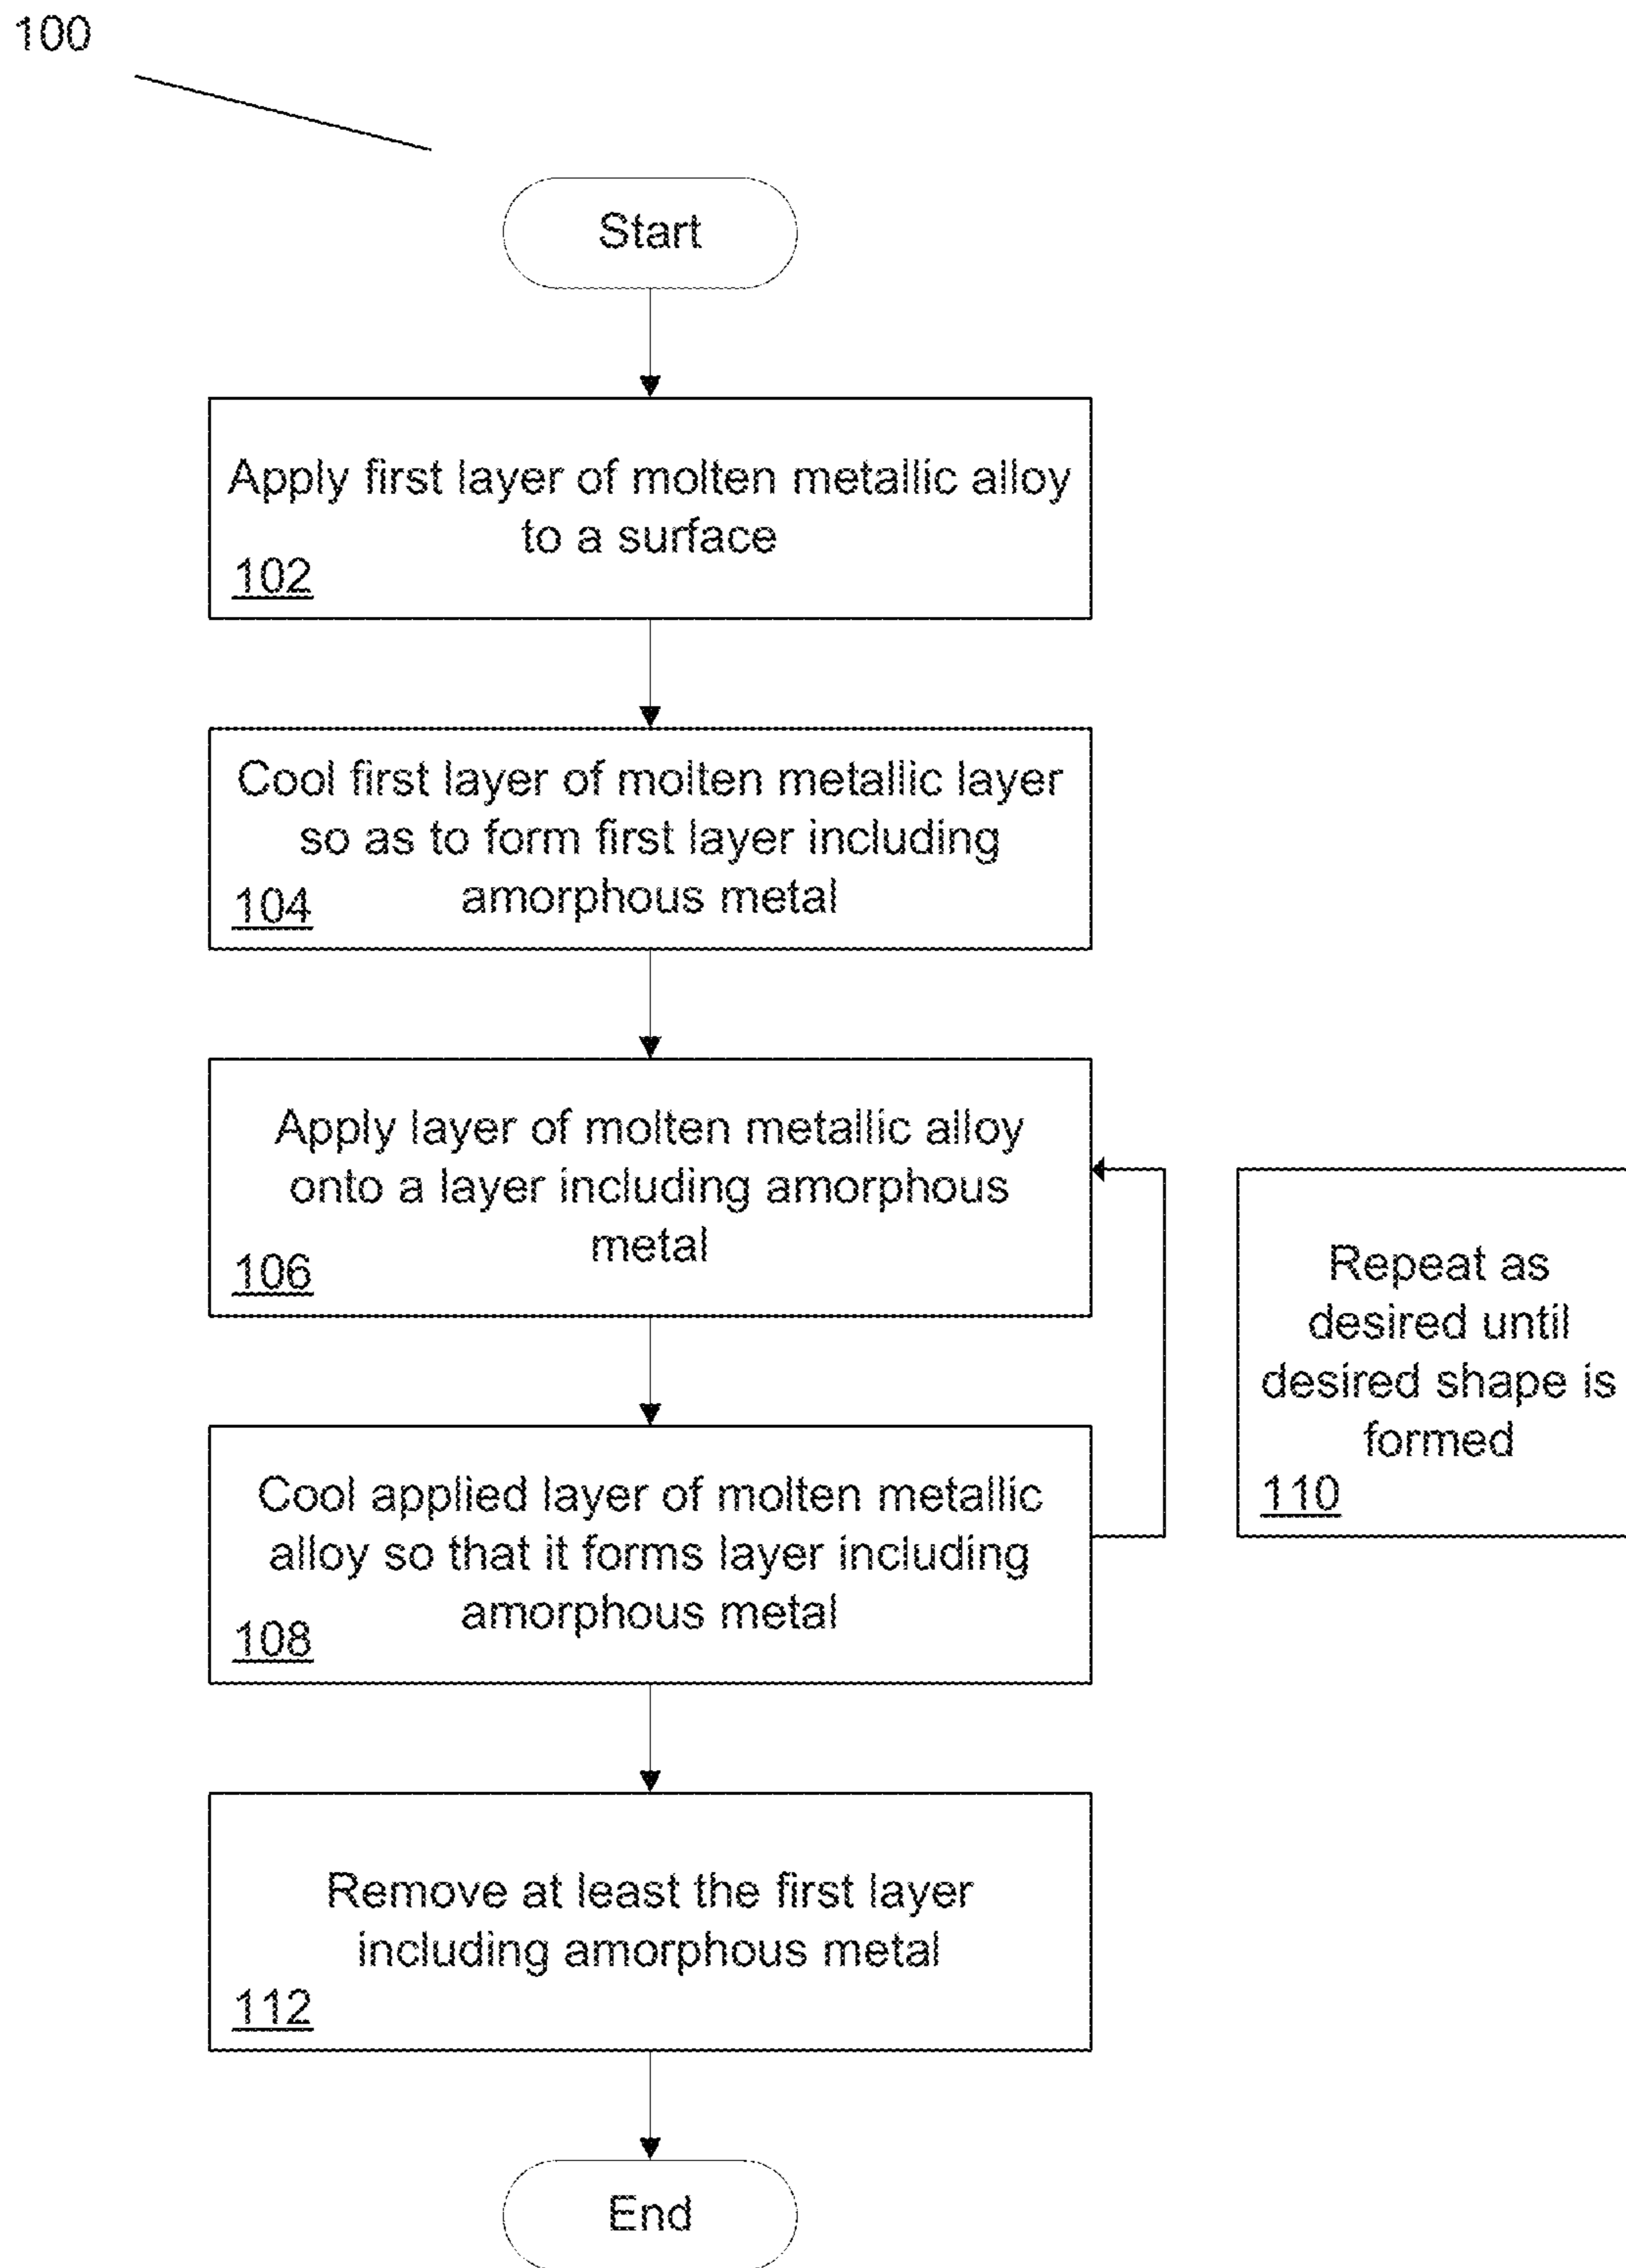 100
Start
Apply first layer of molten metallic alloy
to a surface
102
Cool first layer of molten metallic layer
so as to form first layer including
amorphous metal
104
Apply layer of molten metallic alloy
onto a layer including amorphous
metal
106
Repeat as
desired until
desired shape is
formed
110
Cool applied layer of molten metallic
alloy so that it forms layer including
amorphous metal
108
Remove at least the first layer
including amorphous metal
112
End